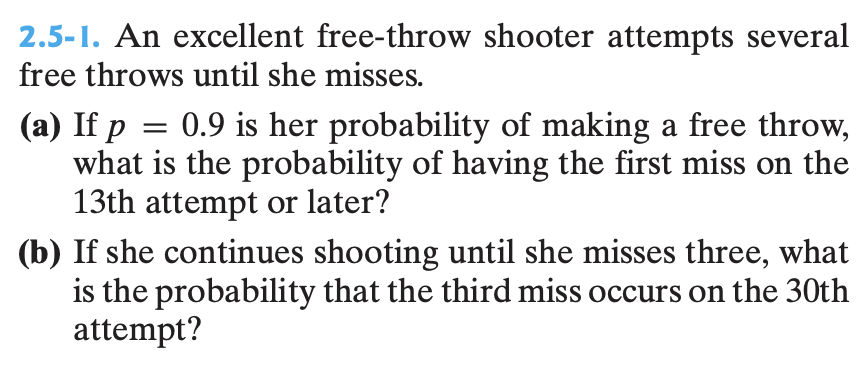 2.5-1. An excellent free-throw shooter attempts several
free throws until she misses.
(a) If p = 0.9 is her probability of making a free throw,
what is the probability of having the first miss on the
13th attempt or later?
(b) If she continues shooting until she misses three, what
is the probability that the third miss occurs on the 30th
attempt?